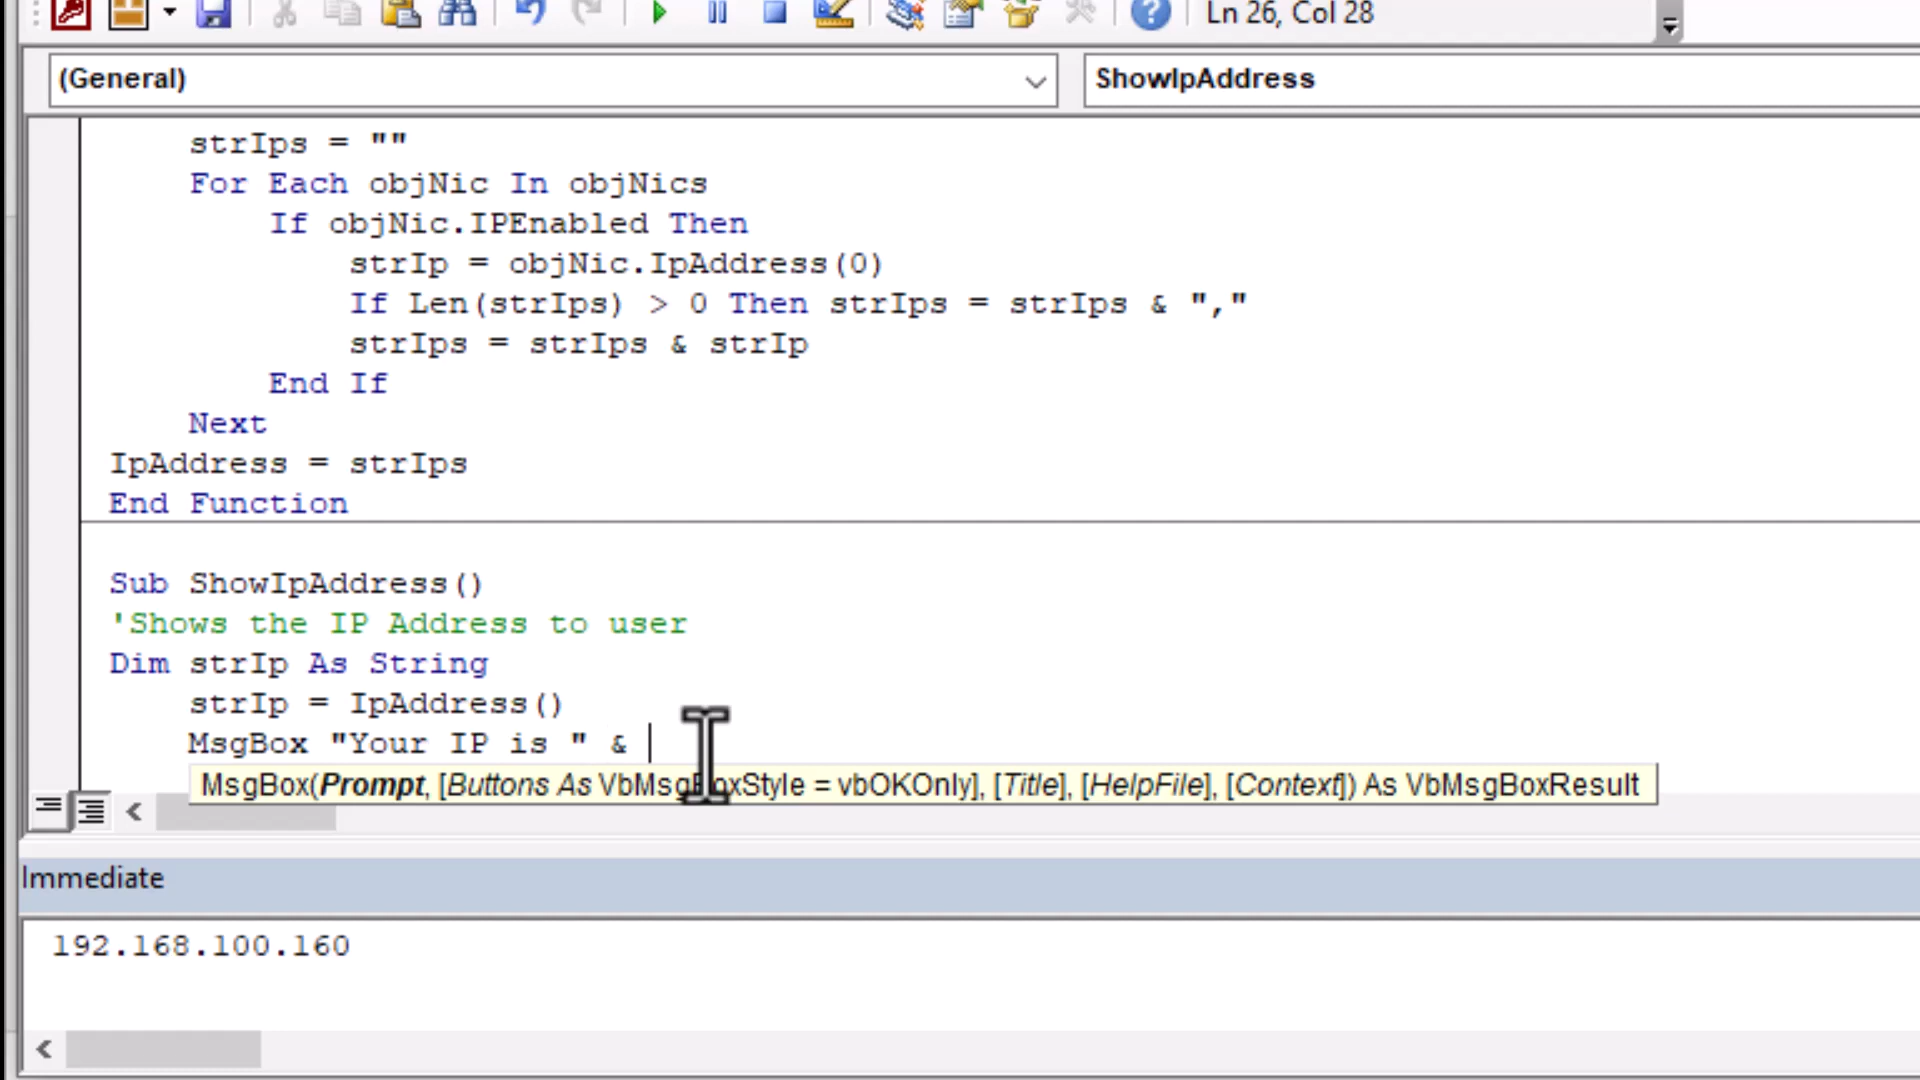 Ln 26, Col 28
(General)
ShowIpAddress
strIps = ""
For Each objNic In objNics
If objNic.IPEnabled Then
strIp = objNic.IpAddress(0)
If Len(strIps) > 0 Then strIps = strIps & ","
strIps = strIps & strIp
End If
Next
IpAddress = strIps
End Function
Sub ShowIpAddress()
'Shows the IP Address to user
Dim strIp As String
strIp = IpAddress()
MsgBox "Your IP is " &
MsgBox(Prompt, [Buttons As VbMsgBoxStyle = vbOKOnly], [Title], [HelpFile], [Context]) As VbMsgBoxResult
Immediate
192.168.100.160